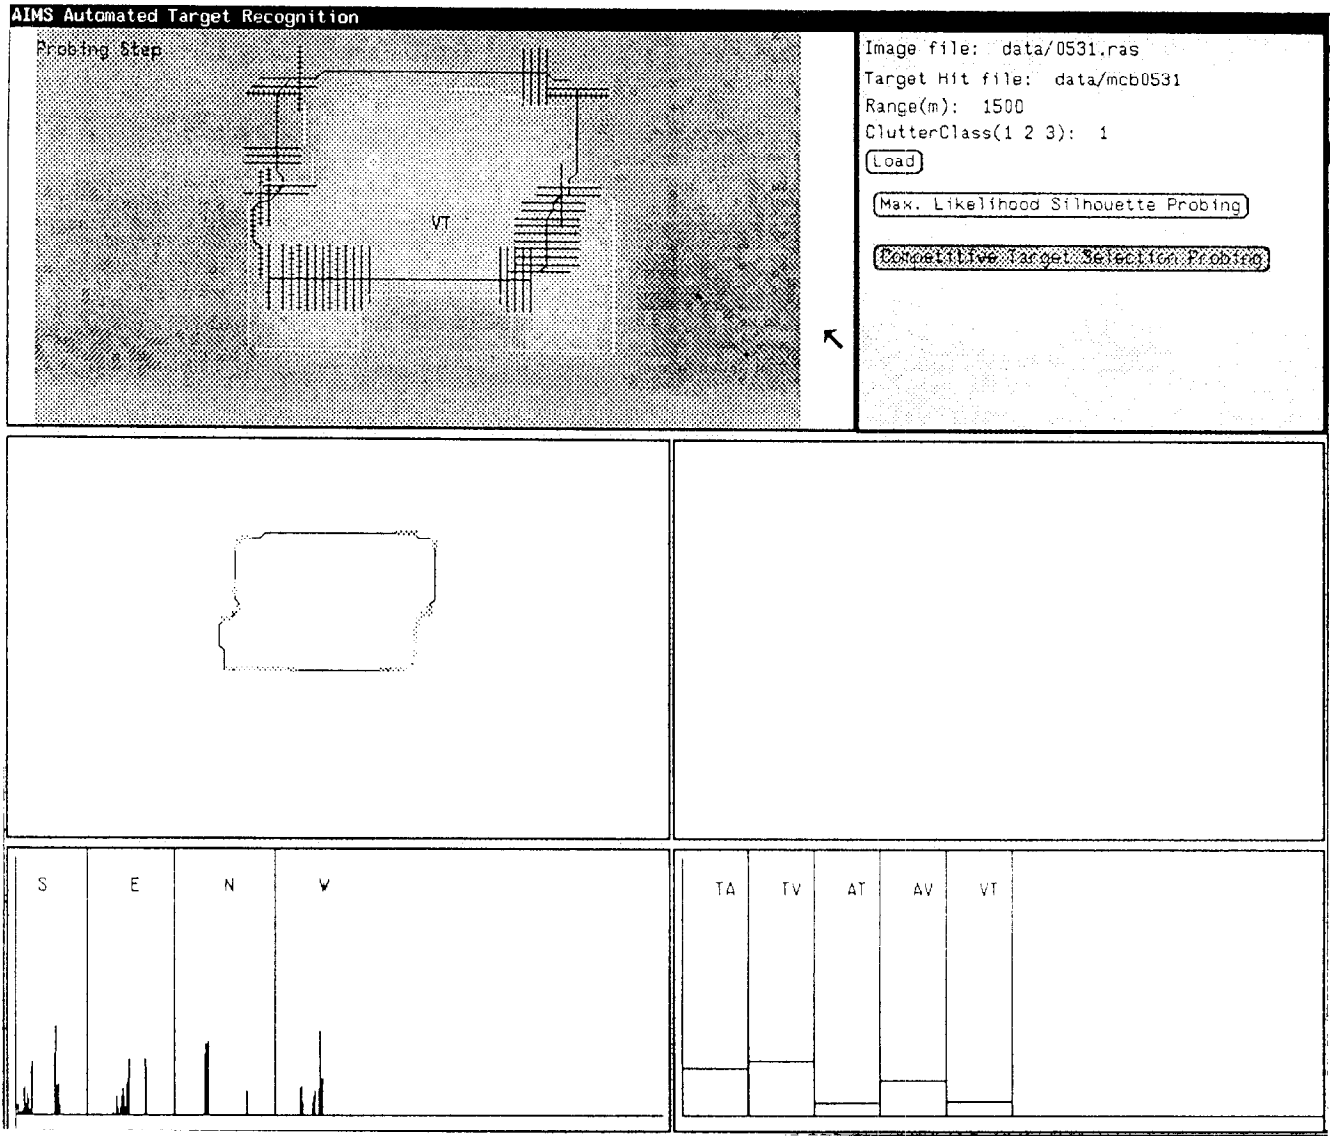 AIMS Automated Target Recognition
Probing Step
VT
Image file: data/0531.ras
Target Hit file: data/mcb0531
Range(m): 1500
ClutterClass(1 2 3): 1
Load
Max. Likelihood Silhouette Probing
Competitive Target Selection Probing
S E N W
TA TV AT AV VT